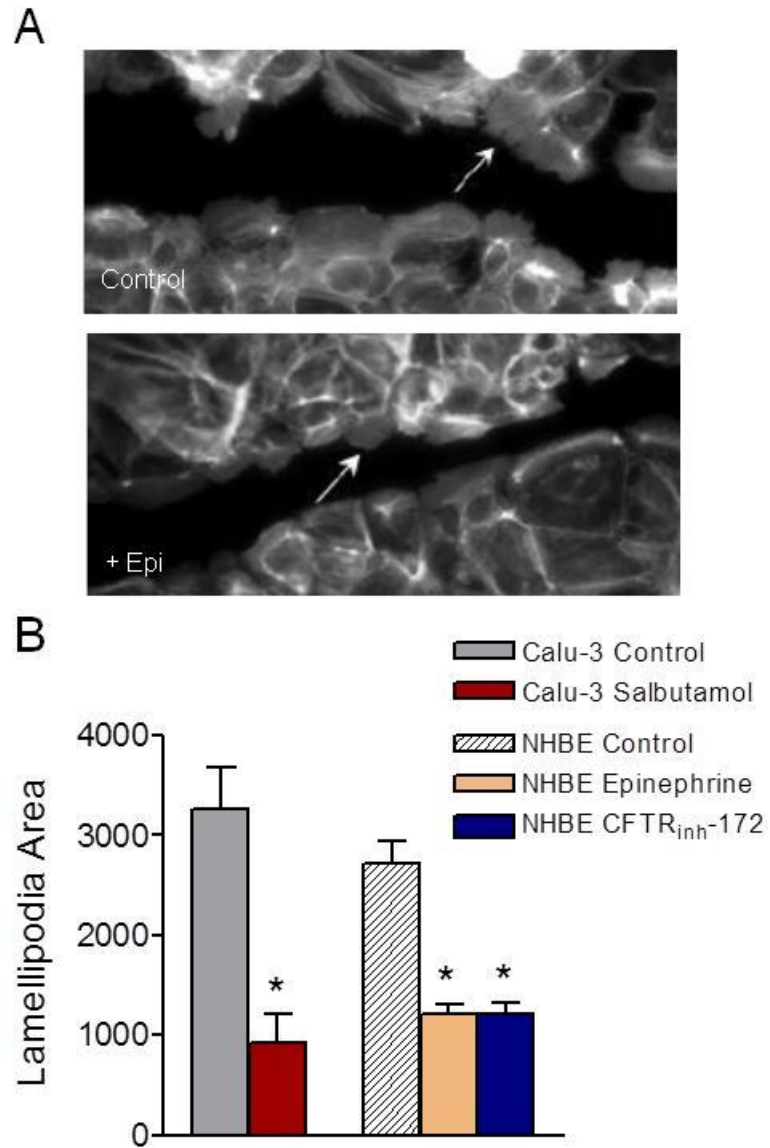 A
Control
+ Epi
B
Calu-3 Control
Calu-3 Salbutamol
NHBE Control
NHBE Epinephrine
NHBE CFTRinh-172
Lamellipodia Area
4000
3000
2000
1000
0
*
*
*